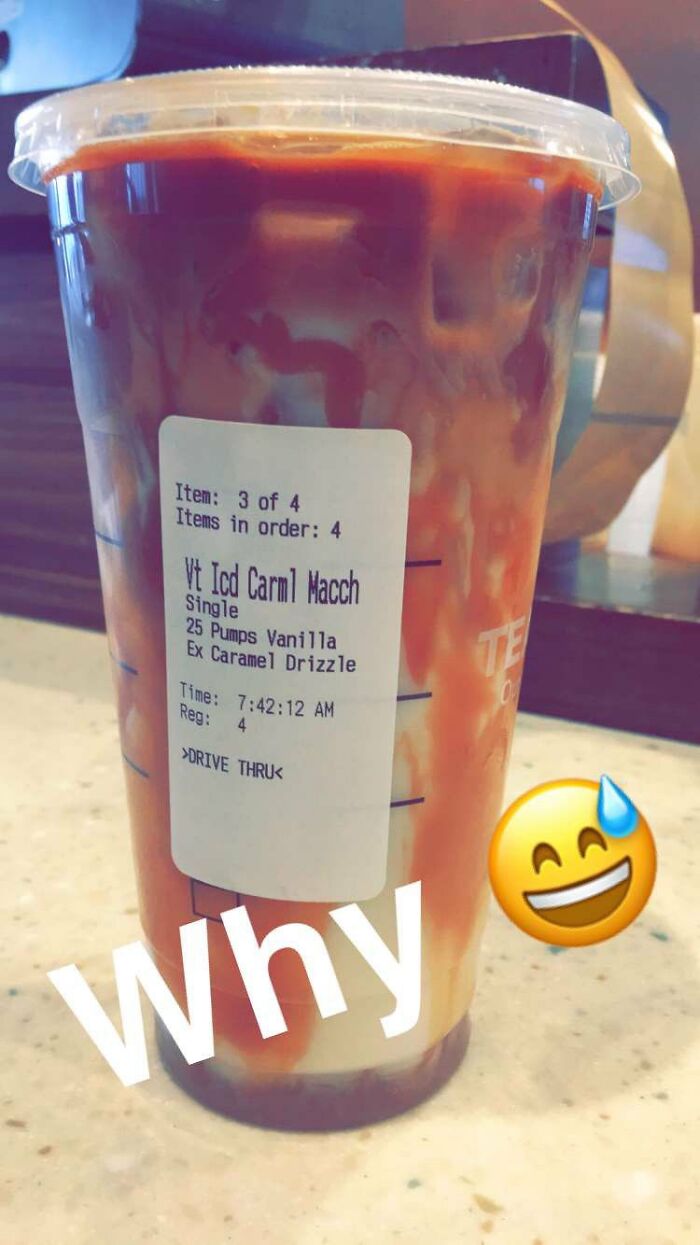 Item: 3 of 4
Items in order: 4
Vt Icd Carml Macch
Single
25 Pumps Vanilla
Ex Caramel Drizzle
Time: 7:42:12 AM
Reg: 4
>DRIVE THRU<
TE
Why